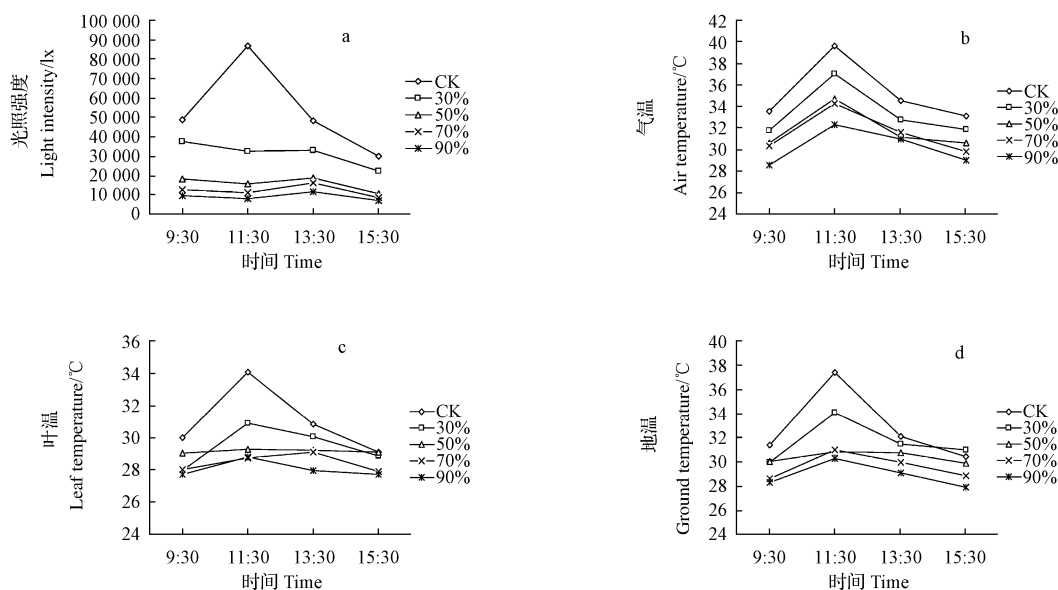 光照强度
Light intensity/lx
100 000
90 000
80 000
70 000
60 000
50 000
40 000
30 000
20 000
10 000
0
a
CK
30%
50%
70%
90%
9:30 11:30 13:30 15:30
时间 Time
气温
Air temperature/℃
42
40
38
36
34
32
30
28
26
24
b
CK
30%
50%
70%
90%
9:30 11:30 13:30 15:30
时间 Time
叶温
Leaf temperature/℃
36
34
32
30
28
26
24
c
CK
30%
50%
70%
90%
9:30 11:30 13:30 15:30
时间 Time
地温
Ground temperature/℃
40
38
36
34
32
30
28
26
24
d
CK
30%
50%
70%
90%
9:30 11:30 13:30 15:30
时间 Time